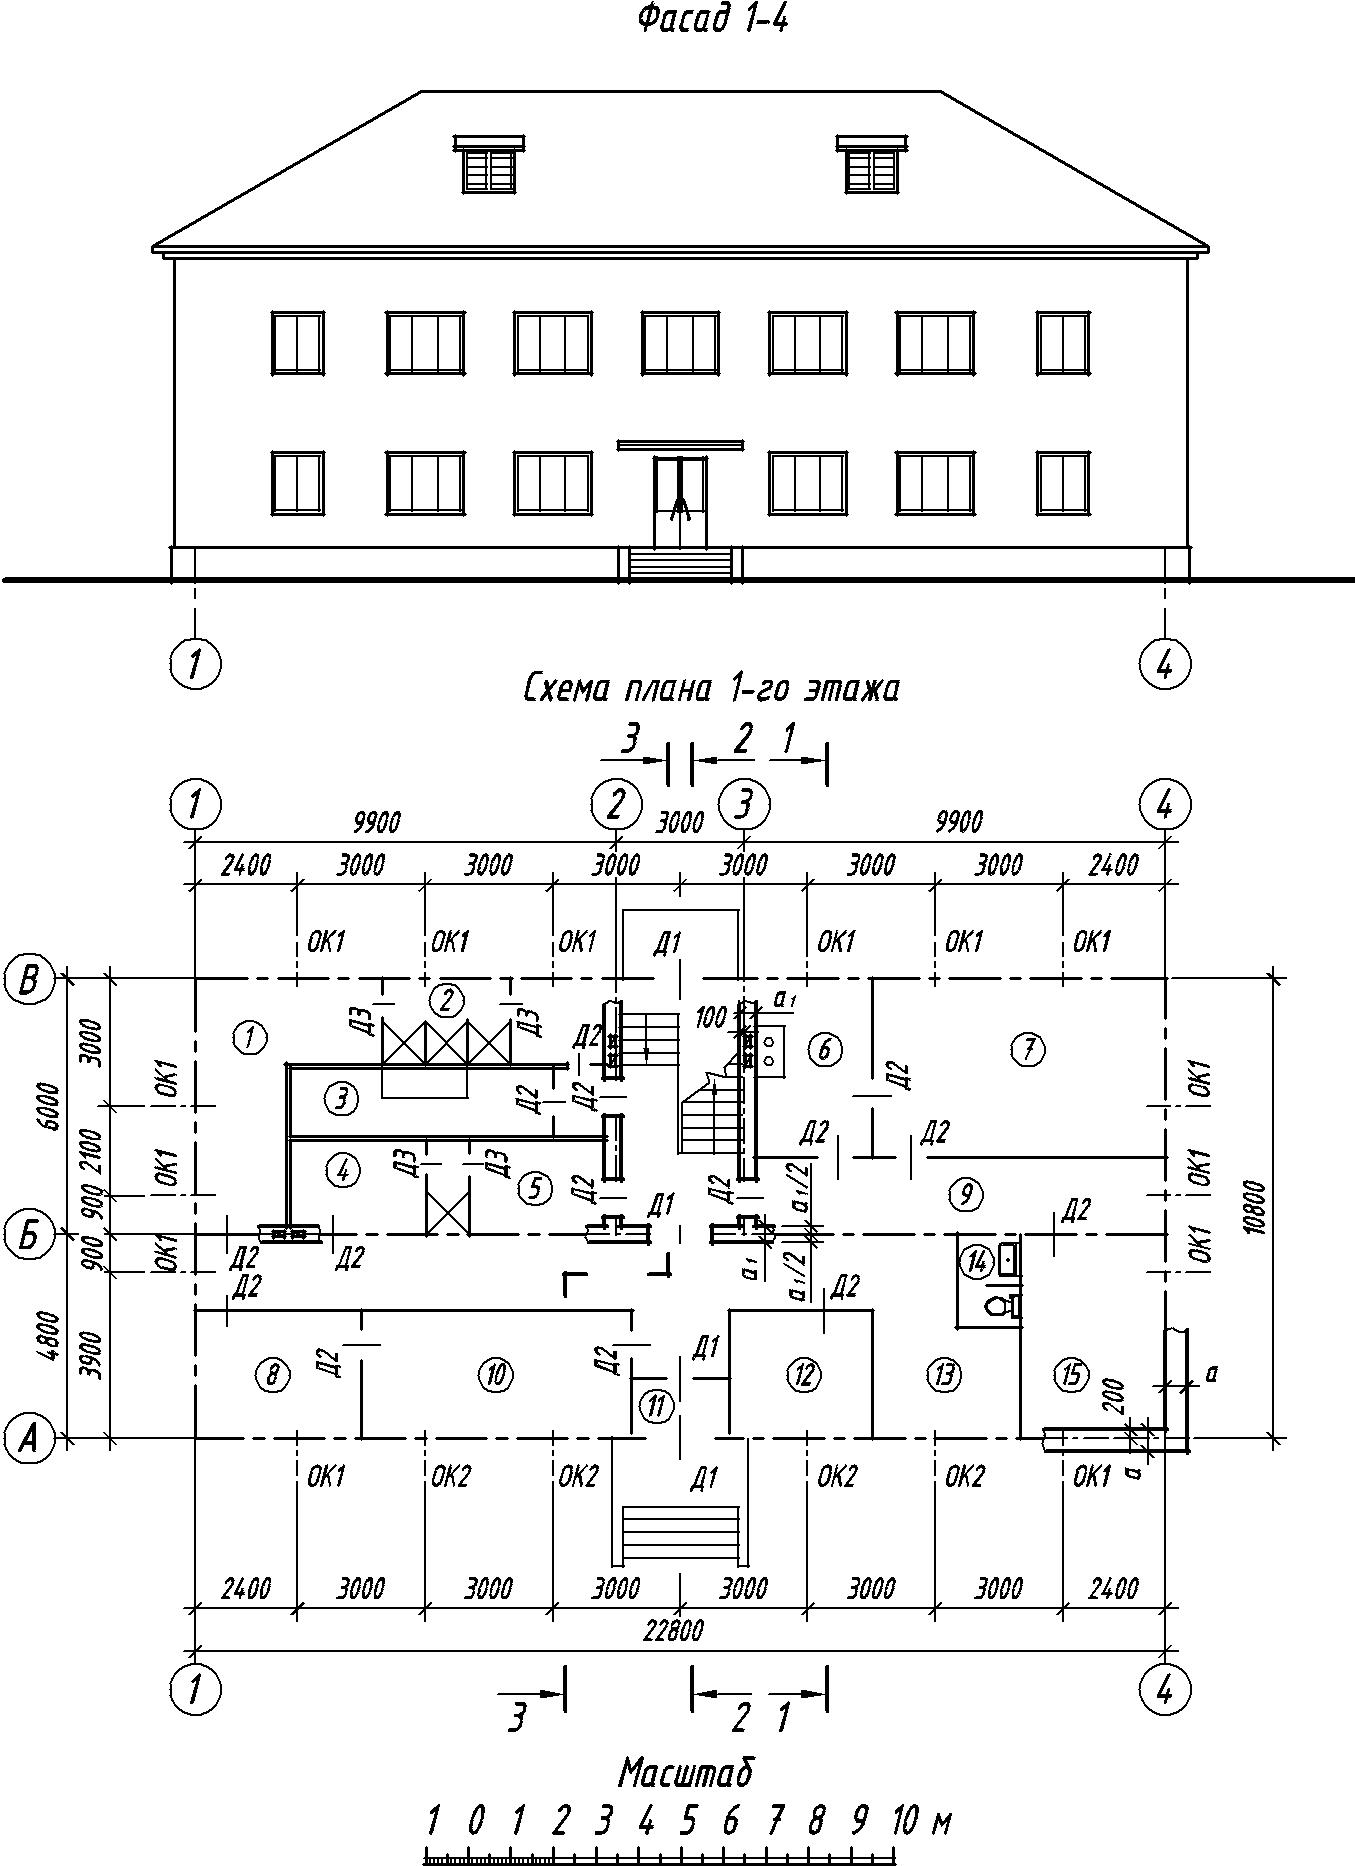 Фасад 1-4
1 4
Схема плана 1-го этажа
3 2 1
1 2 3 4
9900 3000 9900
2400 3000 3000 3000 3000 3000 3000 2400
ОК1 ОК1 ОК1 Д1 ОК1 ОК1 ОК1
В
2 Д3 Д3 100 а1
1 Д2 6 7
3000
6000
ОК1 3 Д2 Д2 Д2 ОК1
2100 Д2 Д2
ОК1 4 Д3 Д3 5 Д2 Д2 а1/2 9 ОК1
900 Д1 Д2 10800
Б
900 ОК1 Д2 Д2 а1 а1/2 14 ОК1
Д2 Д2
4800 3900
8 Д2 10 Д2 Д1 12 13 15 200 а
11
А
ОК1 ОК2 ОК2 Д1 ОК2 ОК2 ОК1 а
2400 3000 3000 3000 3000 3000 3000 2400
22800
1 4
3 2 1
Масштаб
1 0 1 2 3 4 5 6 7 8 9 10 м